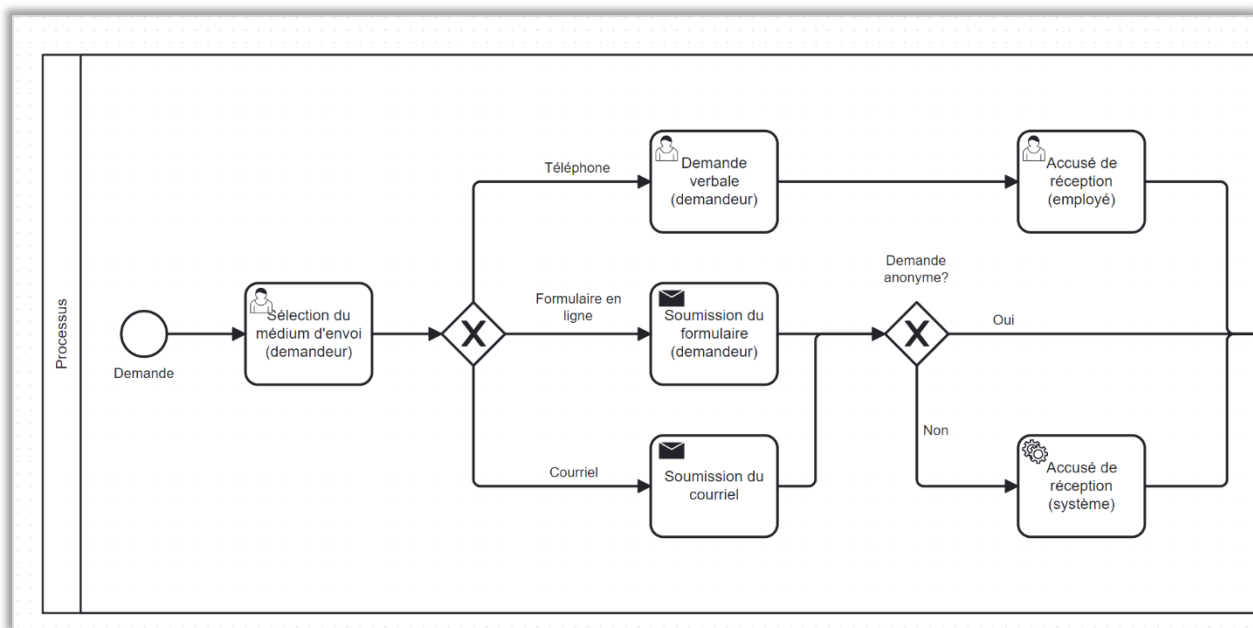 Processus
Demande
Sélection du
médium d'envoi
(demandeur)
Téléphone
Formulaire en
ligne
Courriel
Demande
verbale
(demandeur)
Soumission du
formulaire
(demandeur)
Soumission du
courriel
Demande
anonyme?
Oui
Non
Accusé de
réception
(employé)
Accusé de
réception
(système)